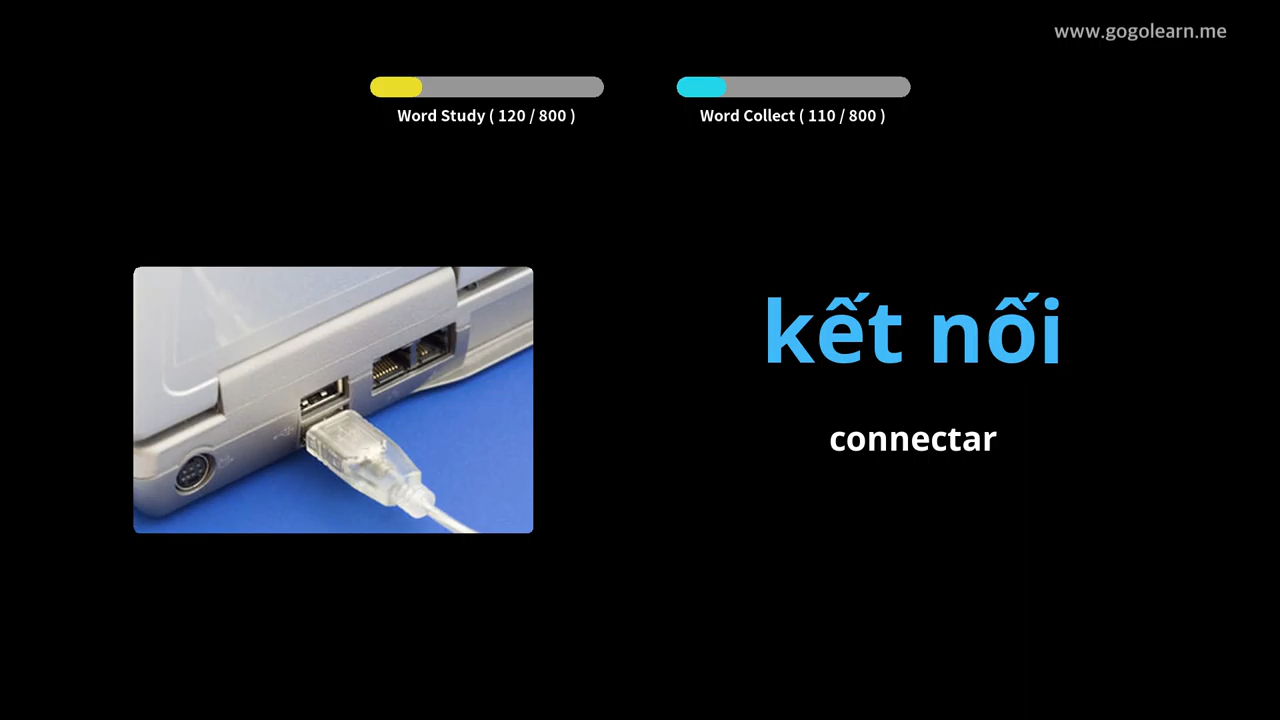 www.gogolearn.me
Word Study ( 120 / 800 )
Word Collect ( 110 / 800 )
kết nối
connectar